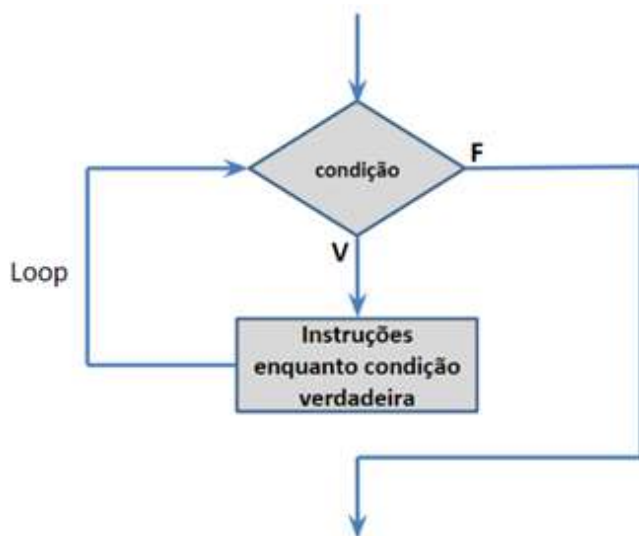 condição
F
V
Loop
Instruções
enquanto condição
verdadeira